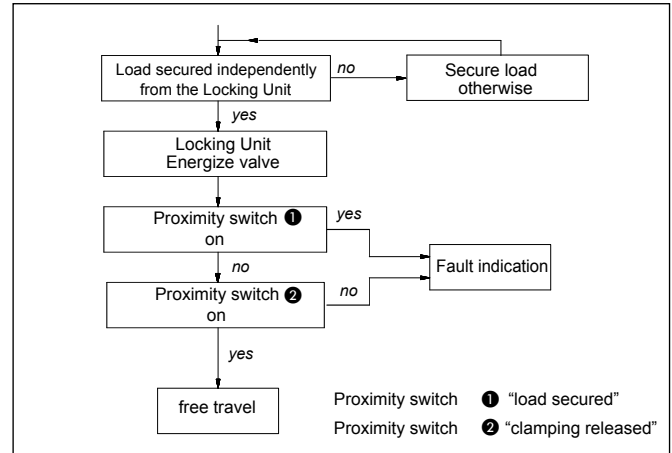 Load secured independently
from the Locking Unit
no
Secure load
otherwise
yes
Locking Unit
Energize valve
Proximity switch ❶
on
yes
Fault indication
no
Proximity switch ❷
on
no
yes
free travel
Proximity switch ❶ “load secured”
Proximity switch ❷ “clamping released”